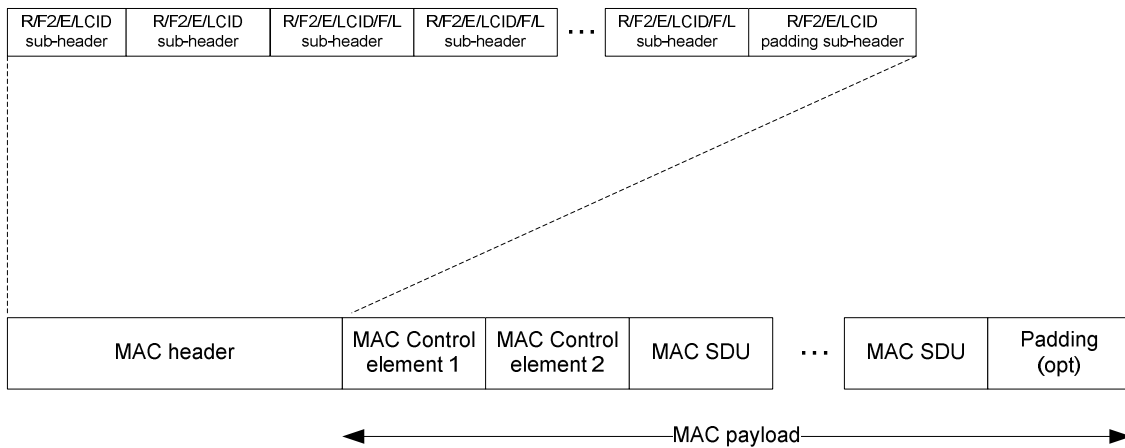 R/F2/E/LCID
sub-header
R/F2/E/LCID
sub-header
R/F2/E/LCID/F/L
sub-header
R/F2/E/LCID/F/L
sub-header
...
R/F2/E/LCID/F/L
sub-header
R/F2/E/LCID
padding sub-header
MAC header
MAC Control
element 1
MAC Control
element 2
MAC SDU
...
MAC SDU
Padding
(opt)
MAC payload